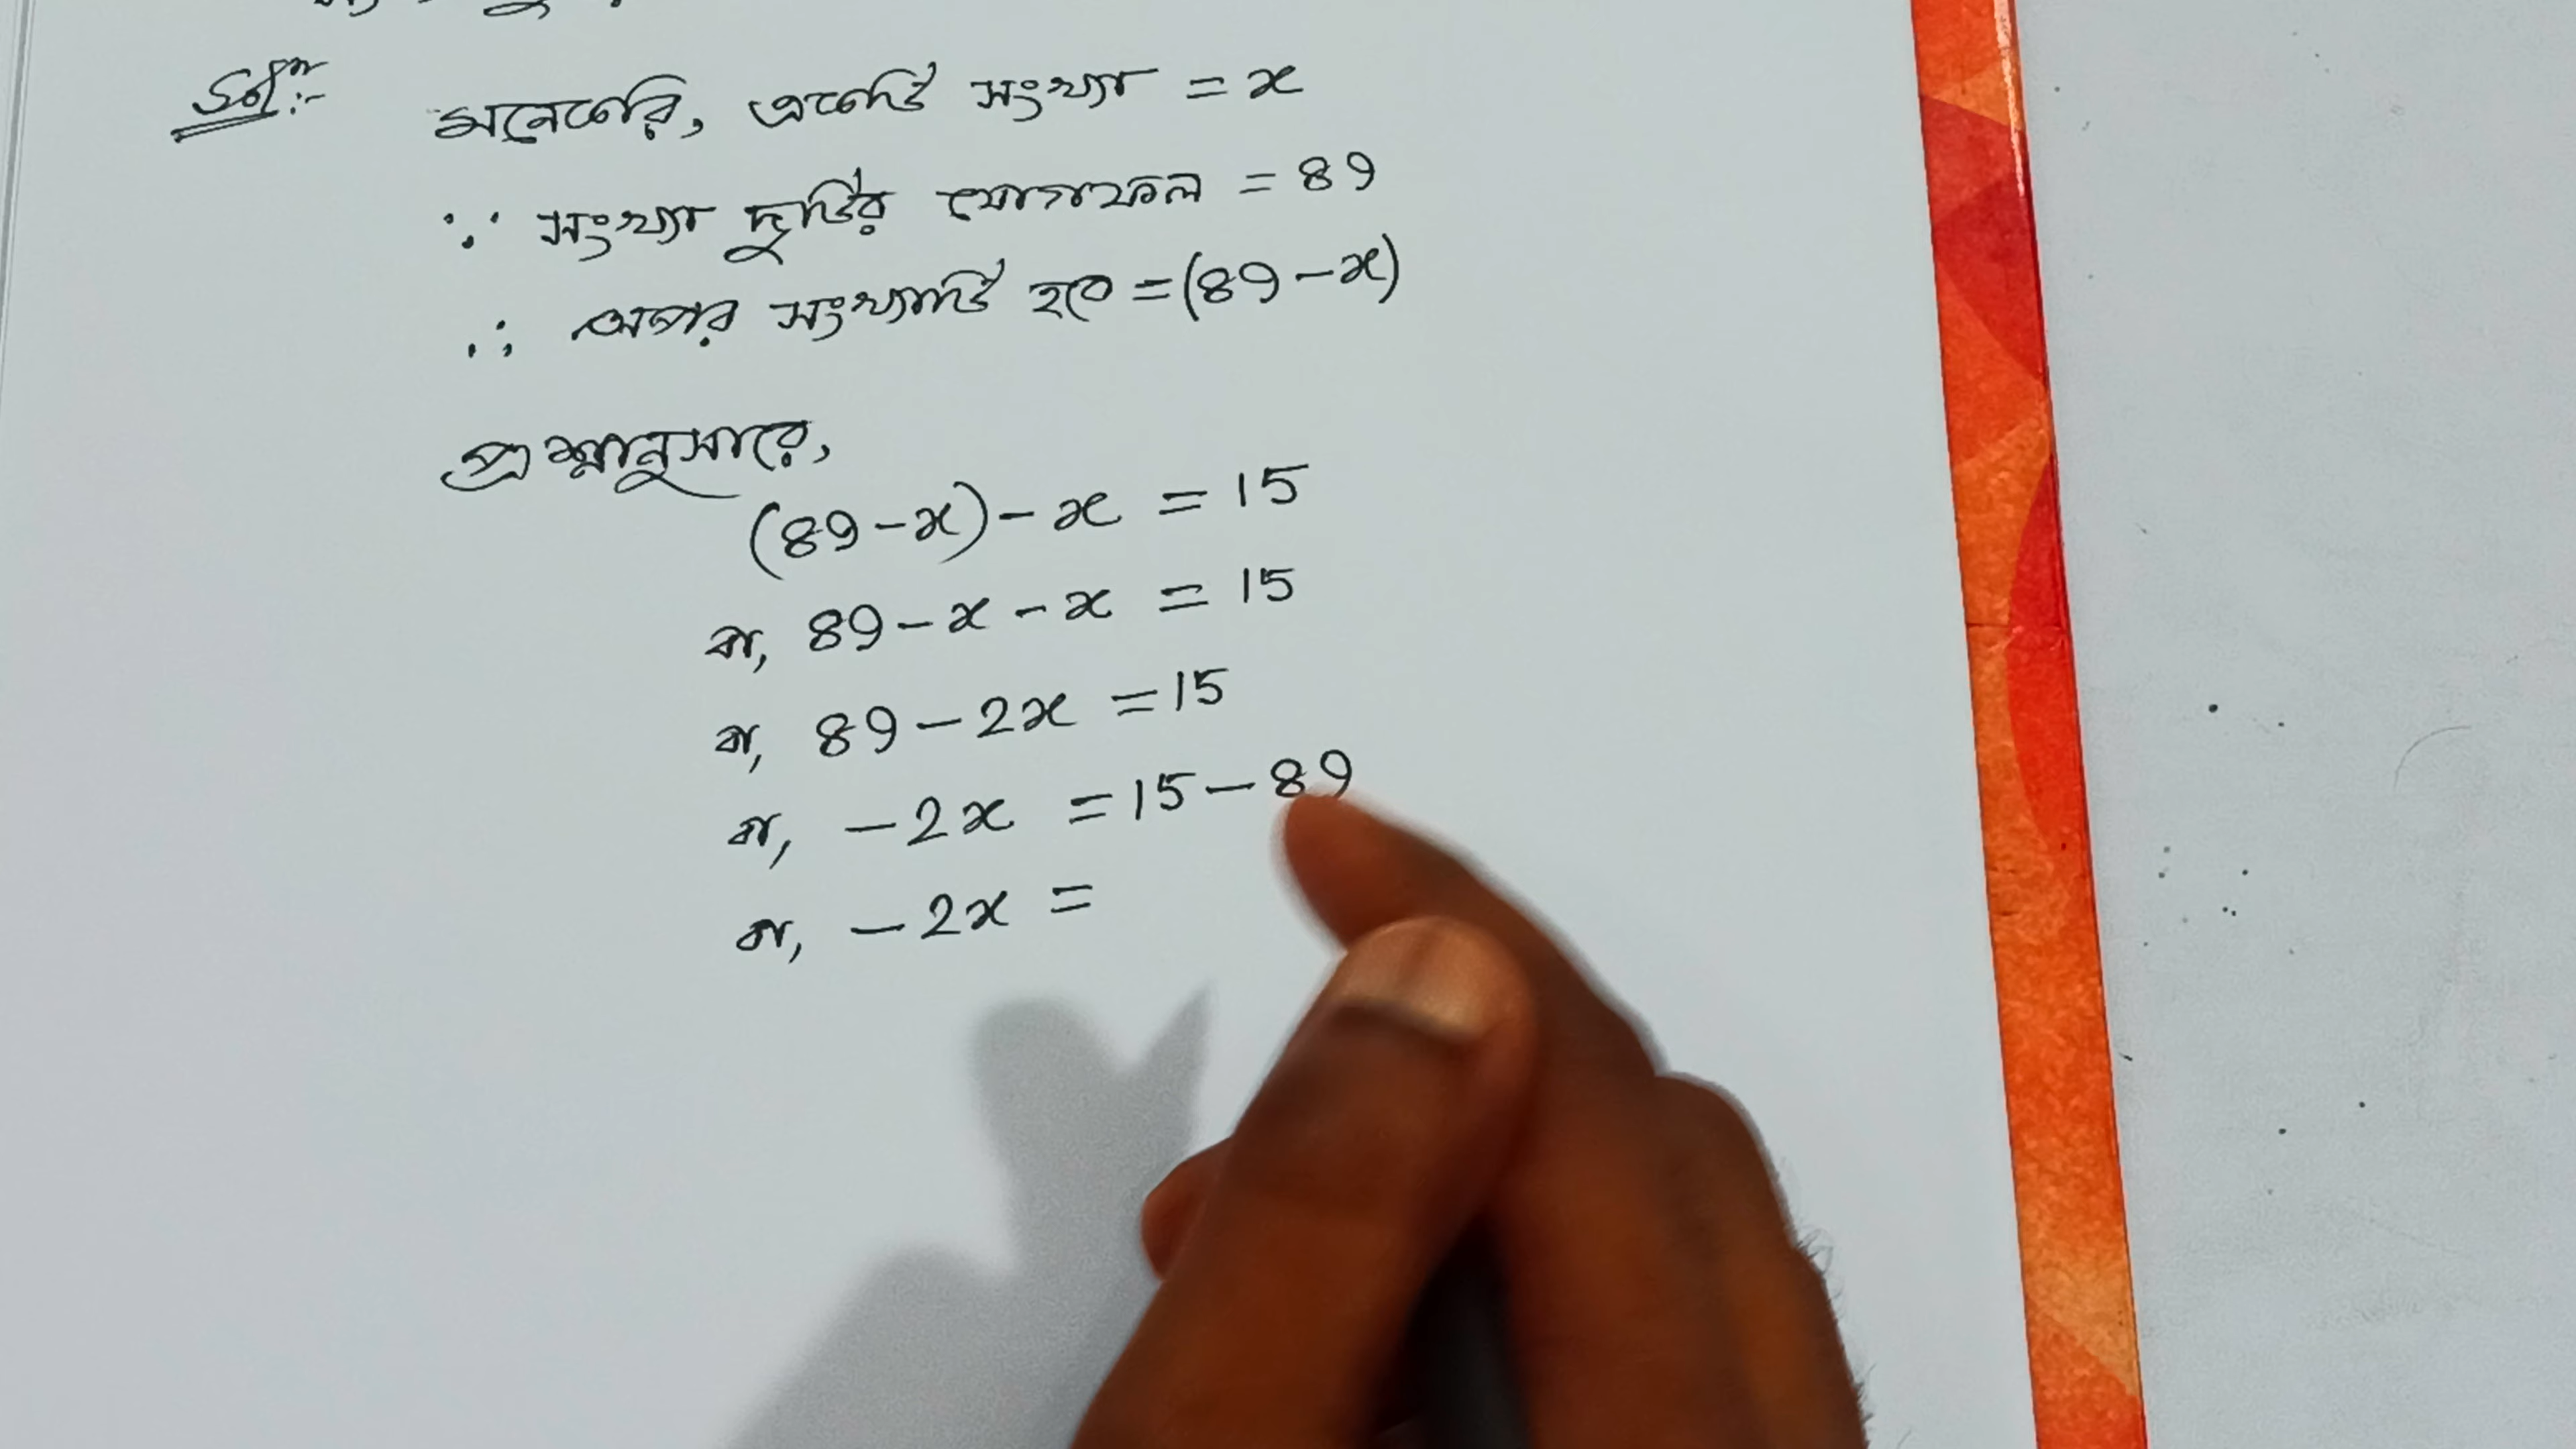 Solⁿ:- মনেকরি, একটি সংখ্যা = x
∵ সংখ্যা দুটির যোগফল = 89
∴ অপর সংখ্যাটি হবে = (89 - x)
প্রশ্নানুসারে,
(89 - x) - x = 15
বা, 89 - x - x = 15
বা, 89 - 2x = 15
বা, - 2x = 15 - 89
বা, - 2x =